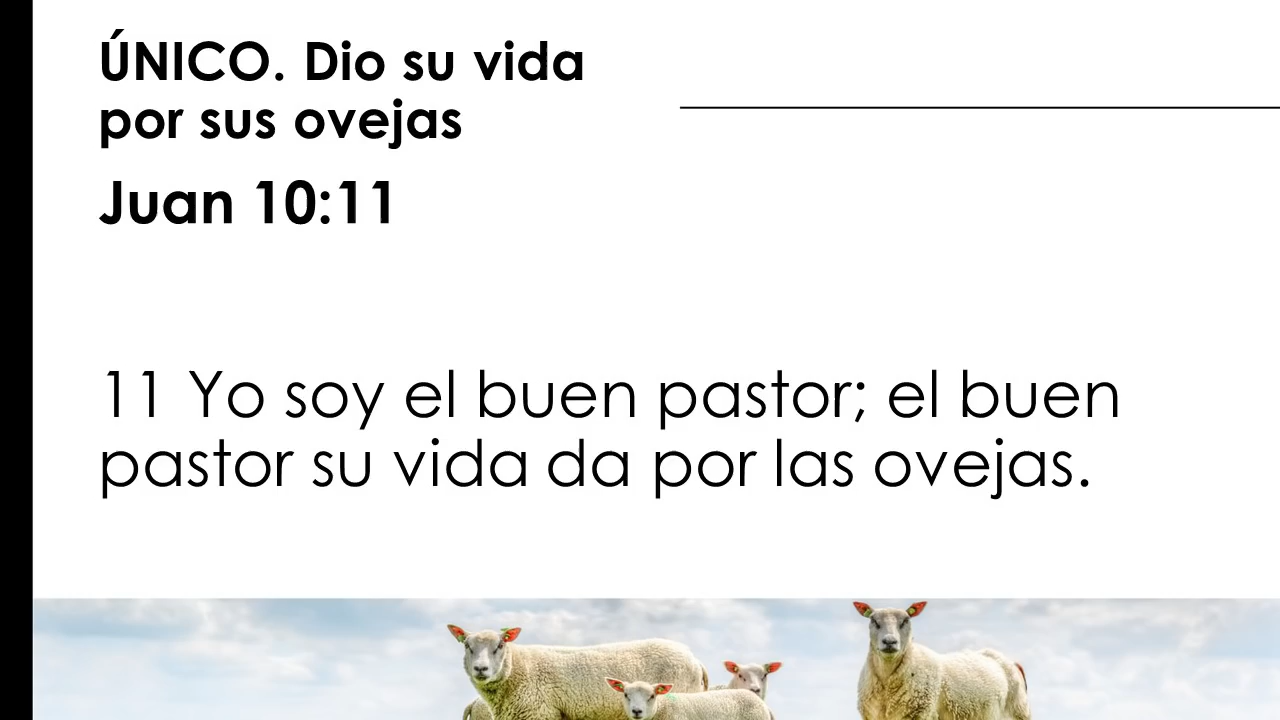 ÚNICO. Dio su vida
por sus ovejas
Juan 10:11
11 Yo soy el buen pastor; el buen
pastor su vida da por las ovejas.